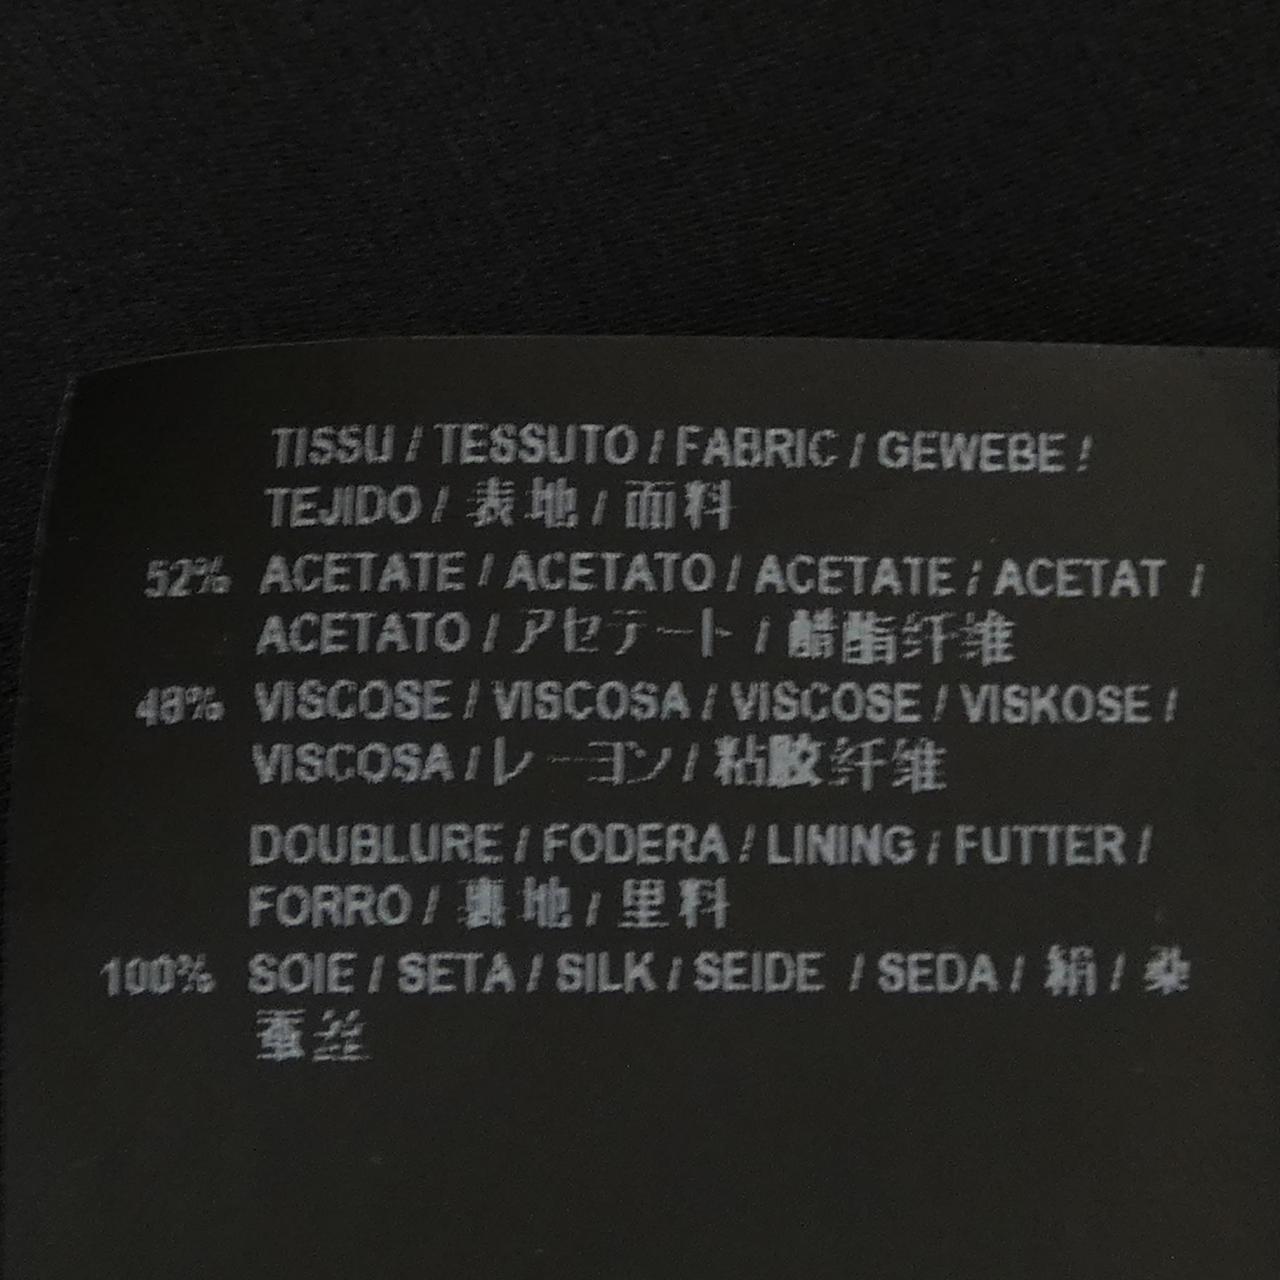 TISSU / TESSUTO / FABRIC / GEWEBE /
TEJIDO / 表地 / 面料
52% ACETATE / ACETATO / ACETATE / ACETAT /
ACETATO / アセテート / 醋酯纤维
48% VISCOSE / VISCOSA / VISCOSE / VISKOSE /
VISCOSA / レーヨン / 粘胶纤维
DOUBLURE / FODERA / LINING / FUTTER /
FORRO / 裏地 / 里料
100% SOIE / SETA / SILK / SEIDE / SEDA / 絹 / 桑
蚕丝